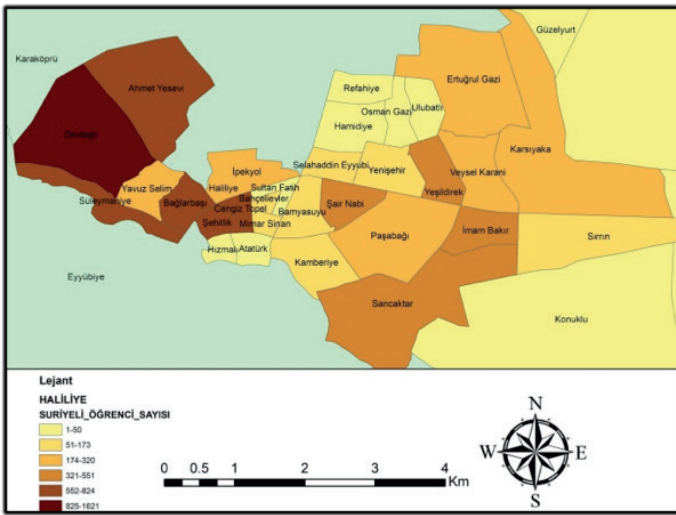 Güzelyurt
Karaköprü
Ahmet Yesevi
Refahiye
Ertuğrul Gazi
Osman Gazi
Ulubatlı
Hamidiye
Karsıyaka
Selahaddin Eyyübi
Yenişehir
Veysel Karani
İpekyol
Yavuz Selim
Haliliye
Sultan Fatih
Bahçelievler
Yeşildirek
Süleymaniye
Bağlarbaşı
Cengiz Topel
Bamyasuyu
Şair Nabi
Şehitlik
Mimar Sinan
Paşabağı
İmam Bakır
Sırrın
Hızmalı
Atatürk
Kamberiye
Eyyübiye
Sancaktar
Konuklu
Lejant
HALİLİYE
SURİYELİ_ÖĞRENCİ_SAYISI
1-50
51-173
174-320
321-551
552-824
825-1621
0 0.5 1 2 3 4
Km
N
W E
S